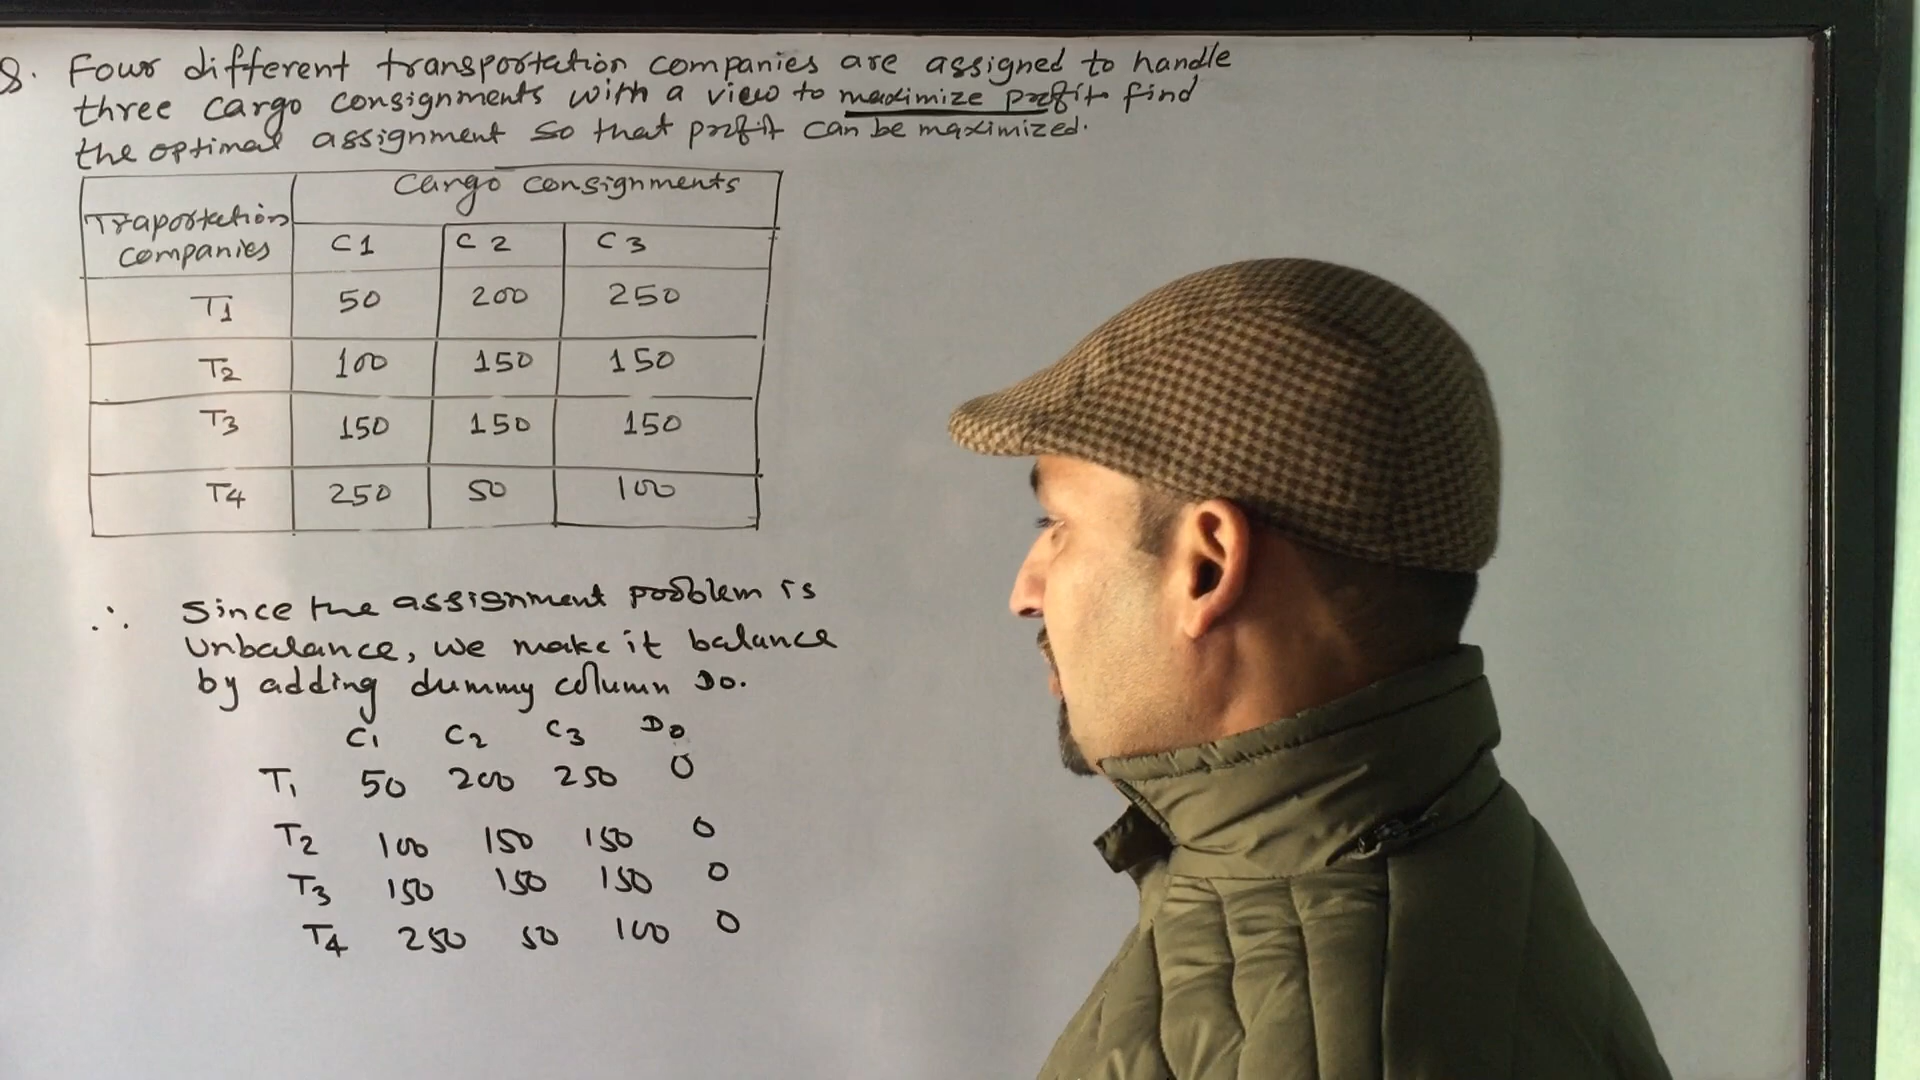 8. Four different transportation companies are assigned to handle
three cargo consignments with a view to maximize profit find
the optimal assignment so that profit can be maximized.
Traportation companies Cargo consignments
C1 C2 C3
T1 50 200 250
T2 100 150 150
T3 150 150 150
T4 250 50 100
∴ Since the assignment problem is
Unbalance, we make it balance
by adding dummy column Do.
C1 C2 C3 Do
T1 50 200 250 0
T2 100 150 150 0
T3 150 150 150 0
T4 250 50 100 0